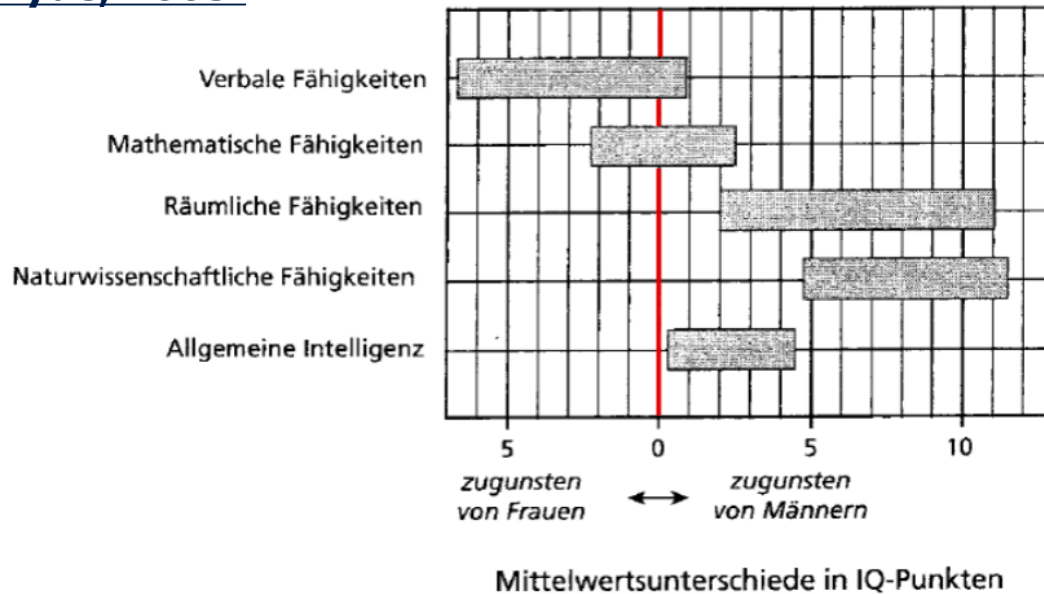 Verbale Fähigkeiten
Mathematische Fähigkeiten
Räumliche Fähigkeiten
Naturwissenschaftliche Fähigkeiten
Allgemeine Intelligenz
5 0 5 10
zugunsten von Frauen
zugunsten von Männern
Mittelwertsunterschiede in IQ-Punkten